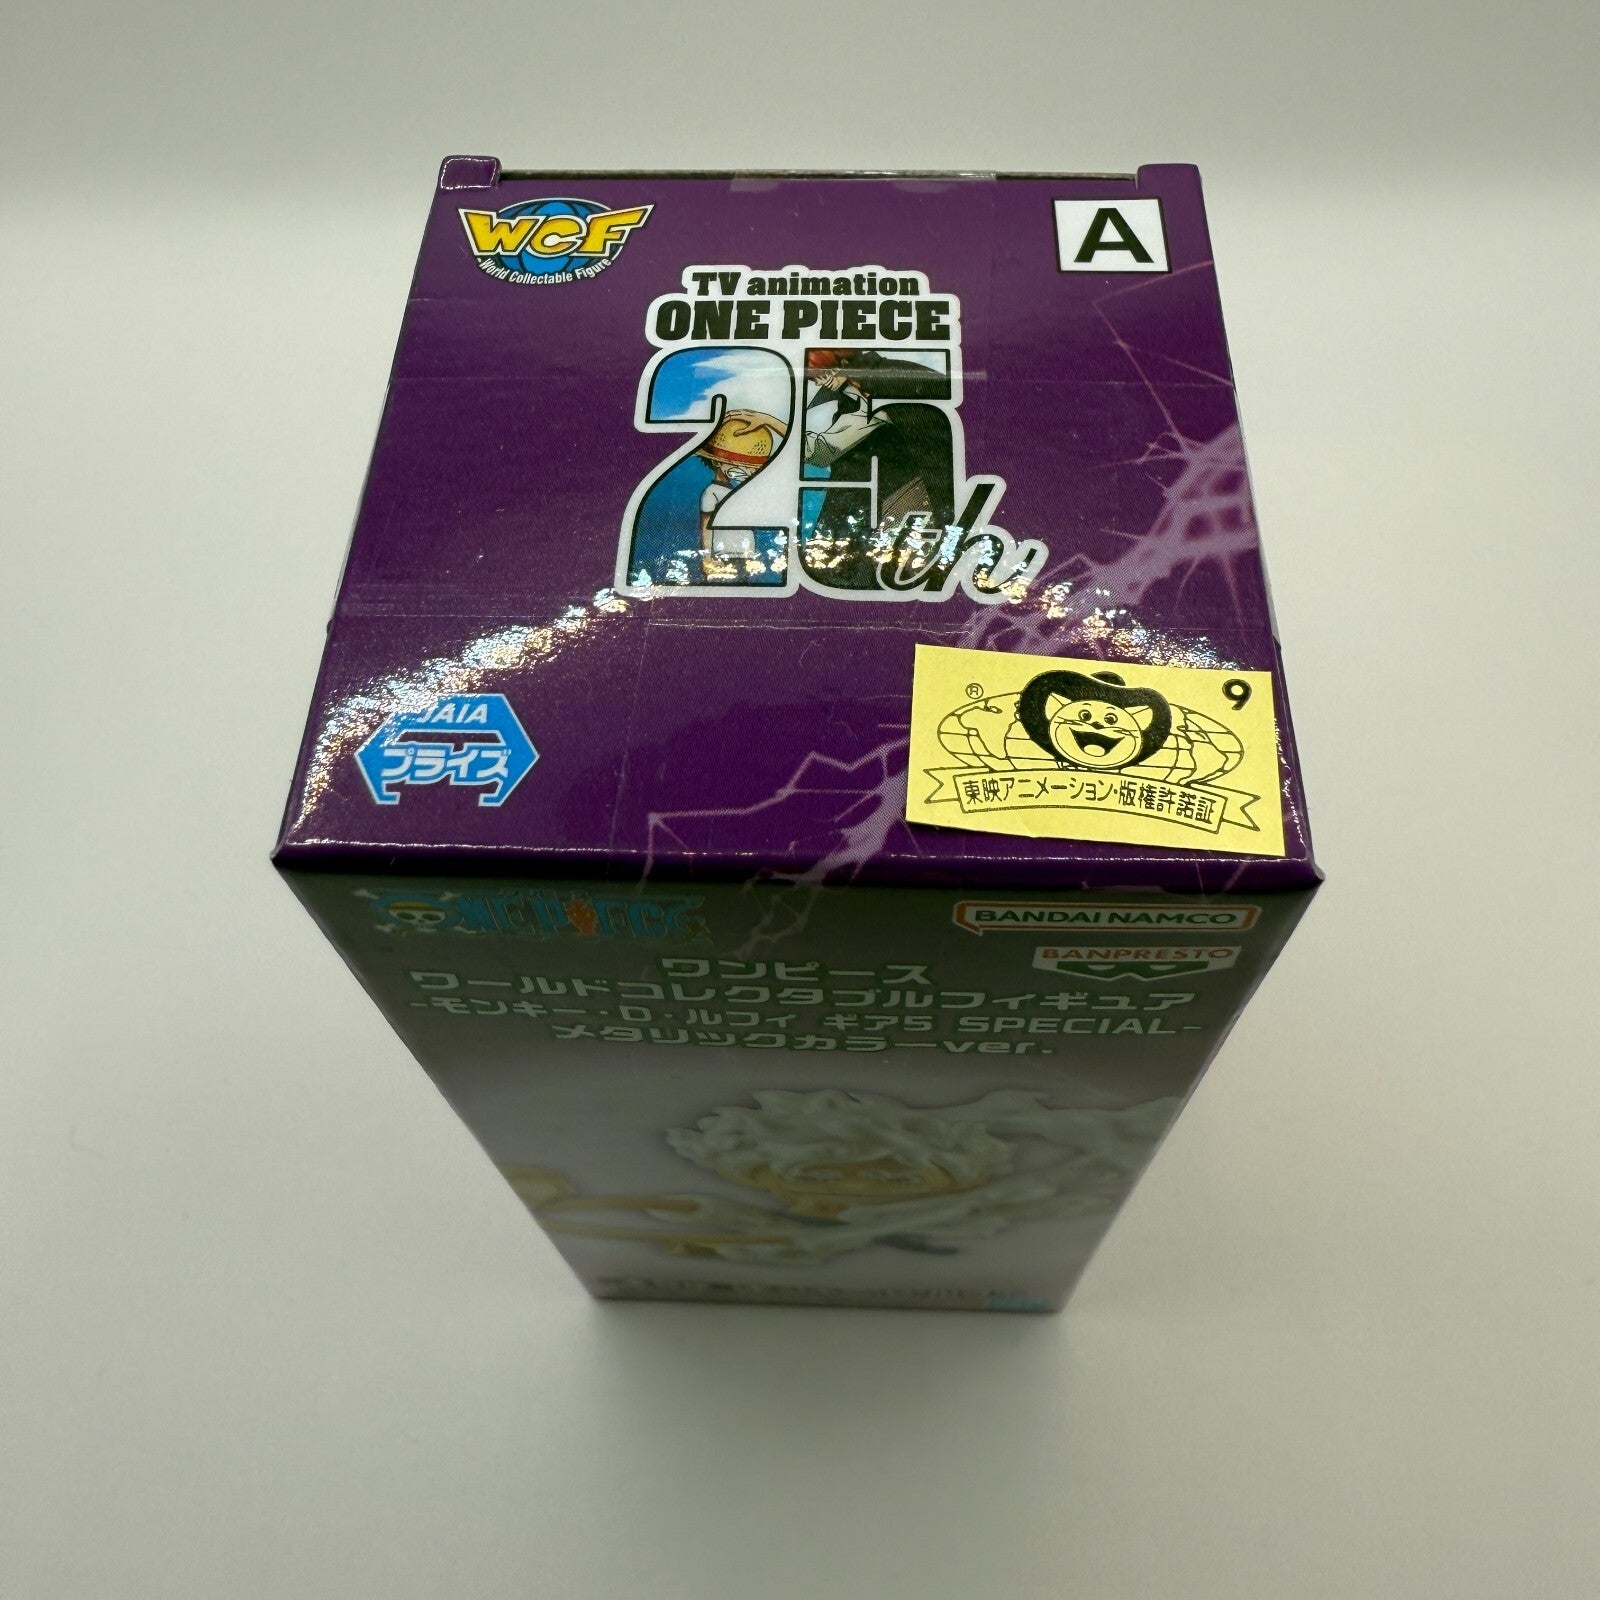 WCF
World Collectable Figure
A
TV animation
ONE PIECE
25th
JAIA
プライズ
® 9
東映アニメーション・版権許諾証
ONE PIECE
BANDAI NAMCO
BANPRESTO
ワンピース
ワールドコレクタブルフィギュア
-モンキー・D・ルフィ ギア5 SPECIAL-
メタリックカラーver.